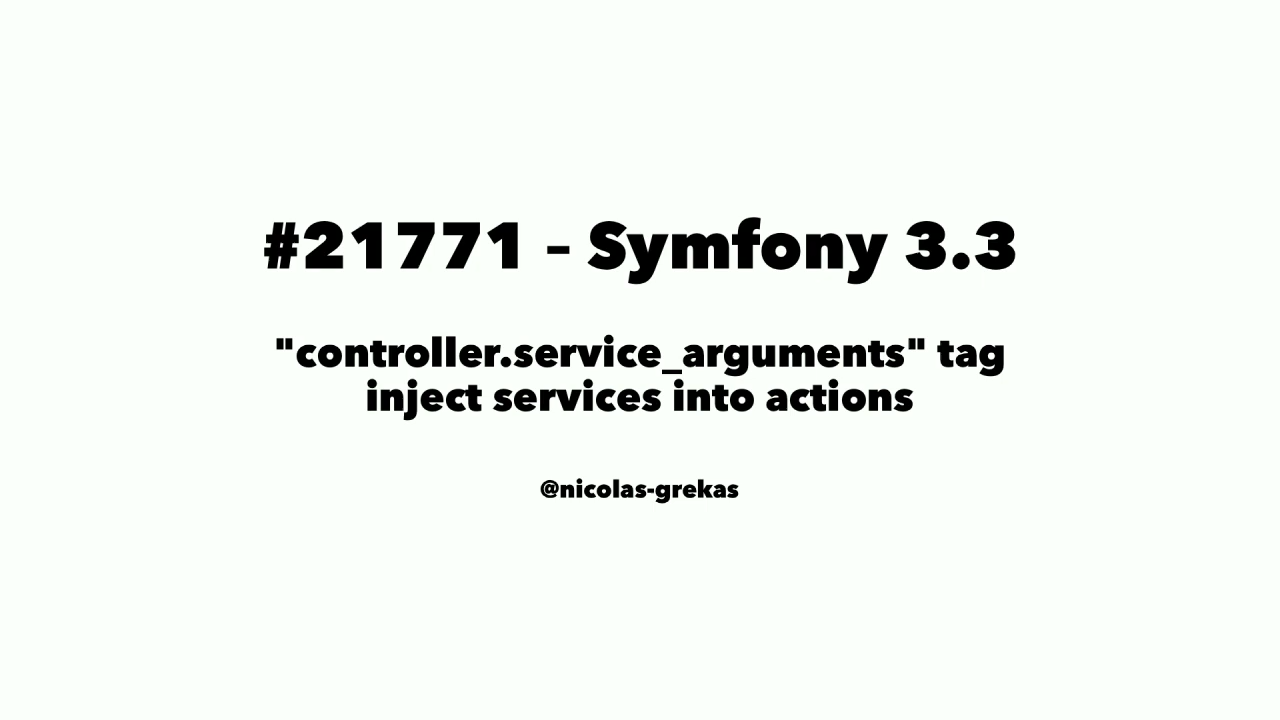 #21771 – Symfony 3.3
"controller.service_arguments" tag
inject services into actions
@nicolas-grekas